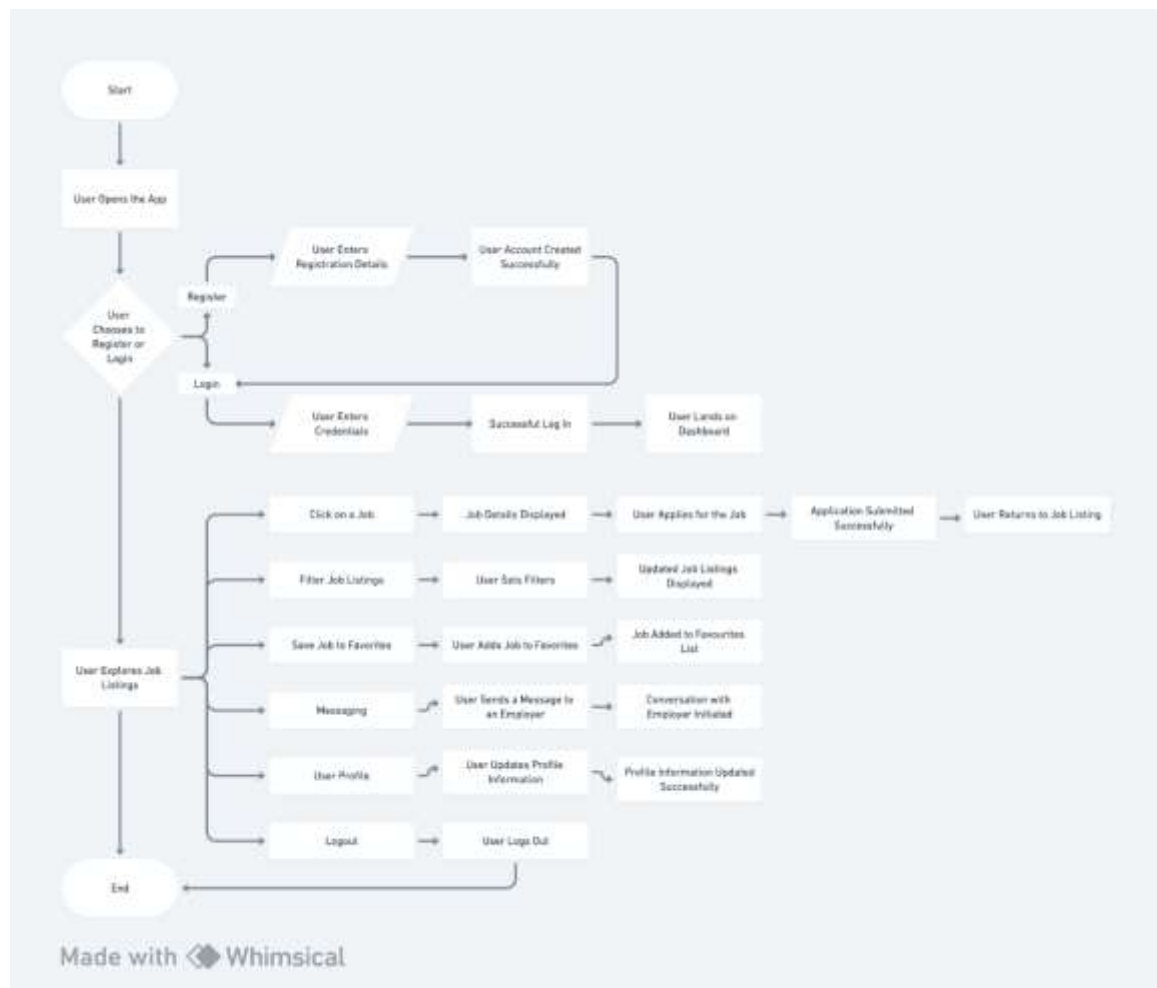 Start
User Opens the App
User Enters
Registration Details
User Account Created
Successfully
Register
User
Chooses to
Register or
Login
Login
User Enters
Credentials
Successful Log In
User Lands on
Dashboard
Click on a Job
Job Details Displayed
User Applies for the Job
Application Submitted
Successfully
User Returns to Job Listing
Filter Job Listings
User Sets Filters
Updated Job Listings
Displayed
Save Job to Favorites
User Adds Job to Favorites
Job Added to Favourites
List
User Explores Job
Listings
Messaging
User Sends a Message to
an Employer
Conversation with
Employer Initiated
User Profile
User Updates Profile
Information
Profile Information Updated
Successfully
Logout
User Logs Out
End
Made with Whimsical